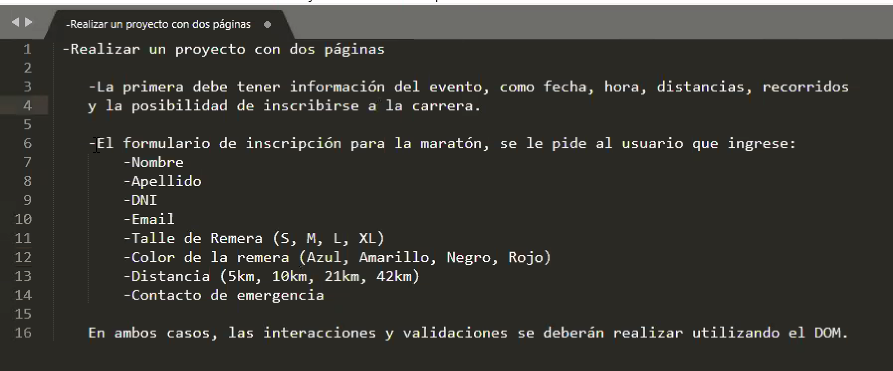 -Realizar un proyecto con dos páginas
1 -Realizar un proyecto con dos páginas
2
3 -La primera debe tener información del evento, como fecha, hora, distancias, recorridos
4 y la posibilidad de inscribirse a la carrera.
5
6 -El formulario de inscripción para la maratón, se le pide al usuario que ingrese:
7 -Nombre
8 -Apellido
9 -DNI
10 -Email
11 -Talle de Remera (S, M, L, XL)
12 -Color de la remera (Azul, Amarillo, Negro, Rojo)
13 -Distancia (5km, 10km, 21km, 42km)
14 -Contacto de emergencia
15
16 En ambos casos, las interacciones y validaciones se deberán realizar utilizando el DOM.